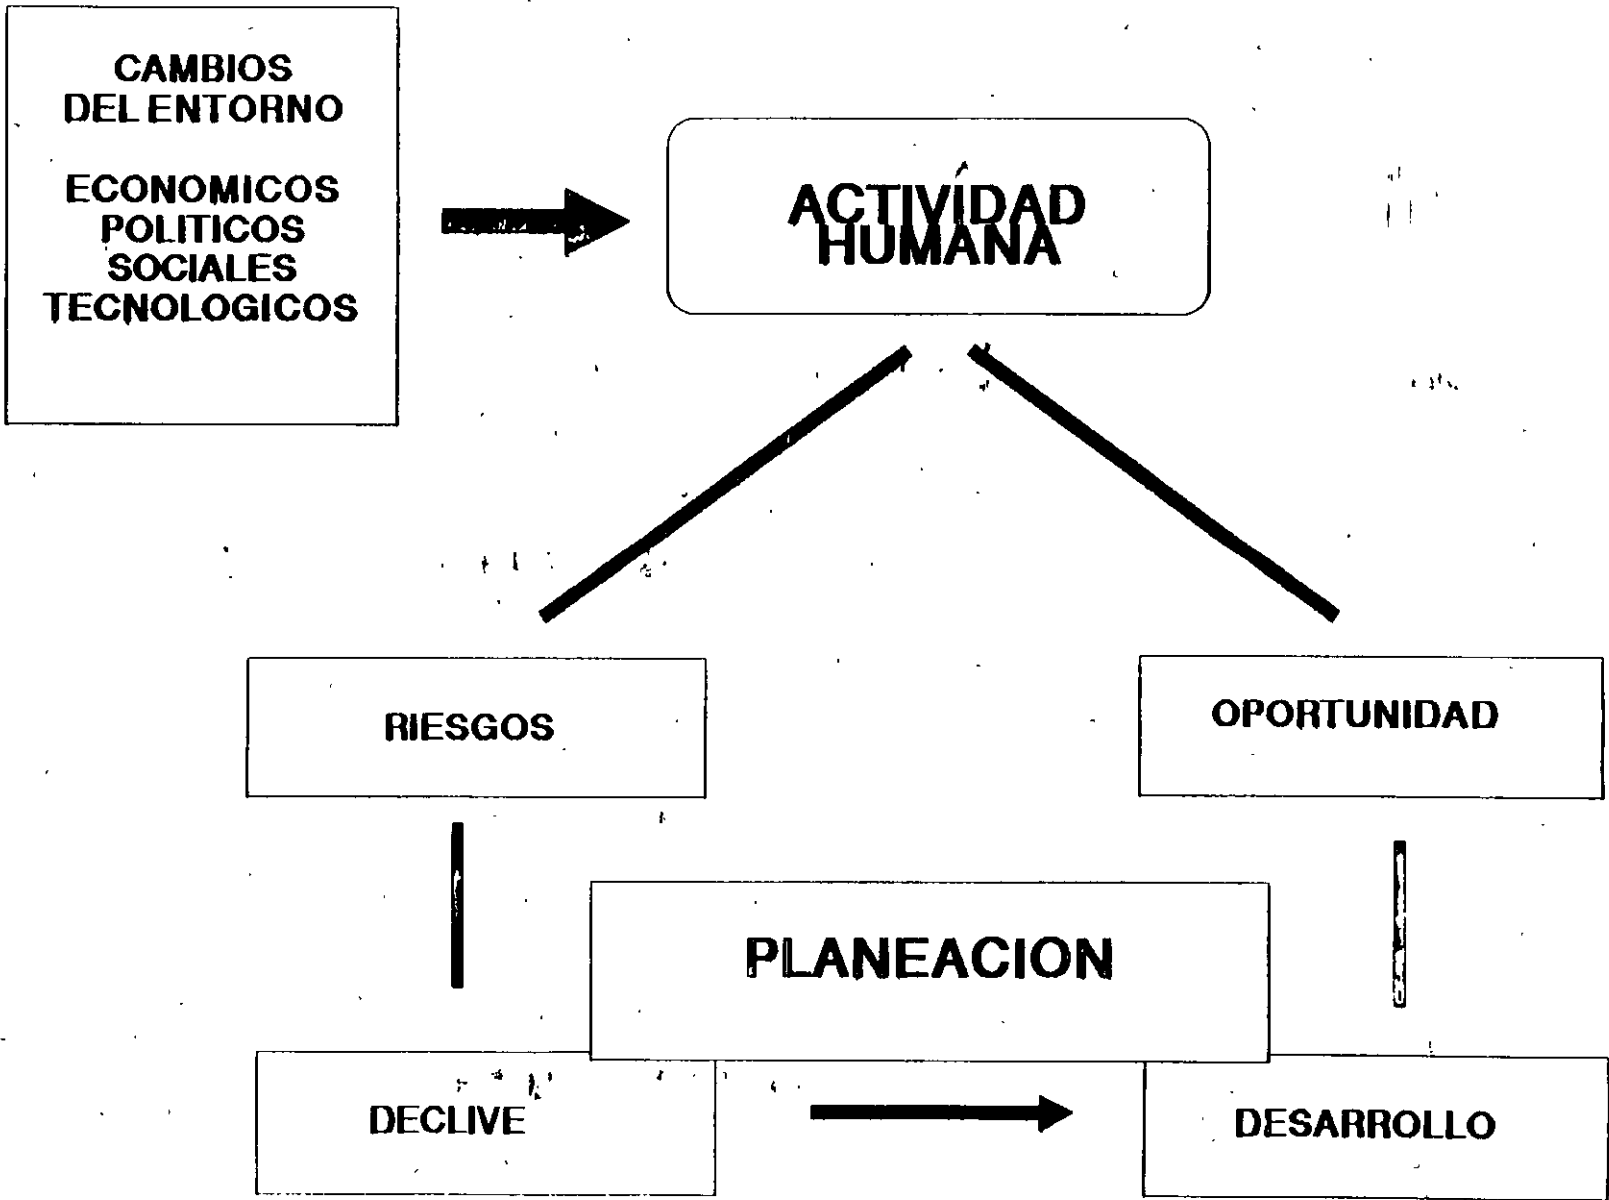 CAMBIOS
DEL ENTORNO
ECONOMICOS
POLITICOS
SOCIALES
TECNOLOGICOS
ACTIVIDAD
HUMANA
RIESGOS
OPORTUNIDAD
PLANEACION
DECLIVE
DESARROLLO